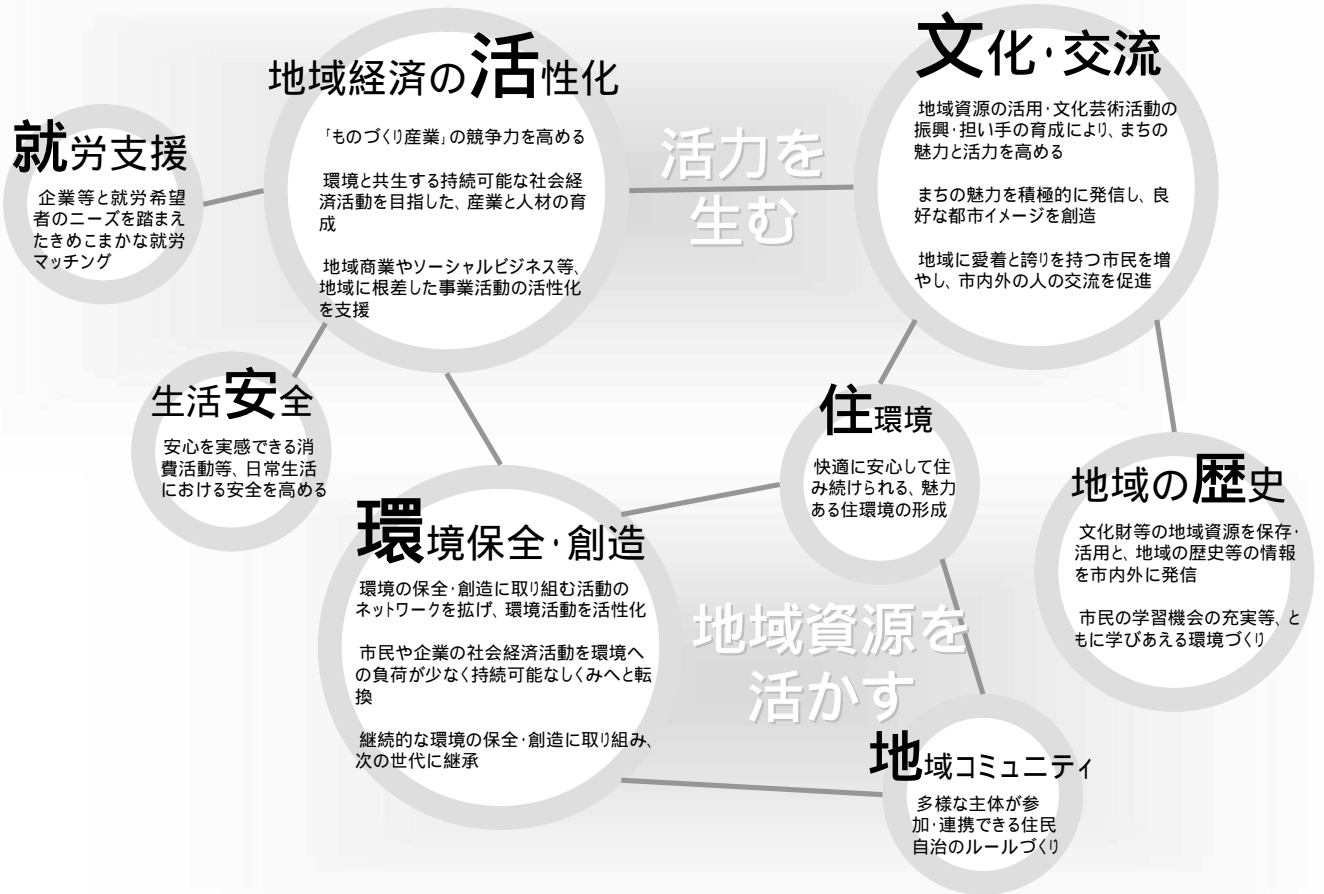 地域経済の活性化
「ものづくり産業」の競争力を高める
環境と共生する持続可能な社会経
済活動を目指した、産業と人材の育
成
地域商業やソーシャルビジネス等、
地域に根差した事業活動の活性化
を支援
文化・交流
地域資源の活用・文化芸術活動の
振興・担い手の育成により、まちの
魅力と活力を高める
まちの魅力を積極的に発信し、良
好な都市イメージを創造
地域に愛着と誇りを持つ市民を増
やし、市内外の人の交流を促進
就労支援
企業等と就労希望
者のニーズを踏まえ
たきめこまかな就労
マッチング
活力を
生む
生活安全
安心を実感できる消
費活動等、日常生活
における安全を高める
住環境
快適に安心して住
み続けられる、魅力
ある住環境の形成
地域の歴史
文化財等の地域資源を保存・
活用と、地域の歴史等の情報
を市内外に発信
市民の学習機会の充実等、と
もに学びあえる環境づくり
環境保全・創造
環境の保全・創造に取り組む活動の
ネットワークを拡げ、環境活動を活性化
市民や企業の社会経済活動を環境へ
の負荷が少なく持続可能なしくみへと転
換
継続的な環境の保全・創造に取り組み、
次の世代に継承
地域資源を
活かす
地域コミュニティ
多様な主体が参
加・連携できる住民
自治のルールづくり